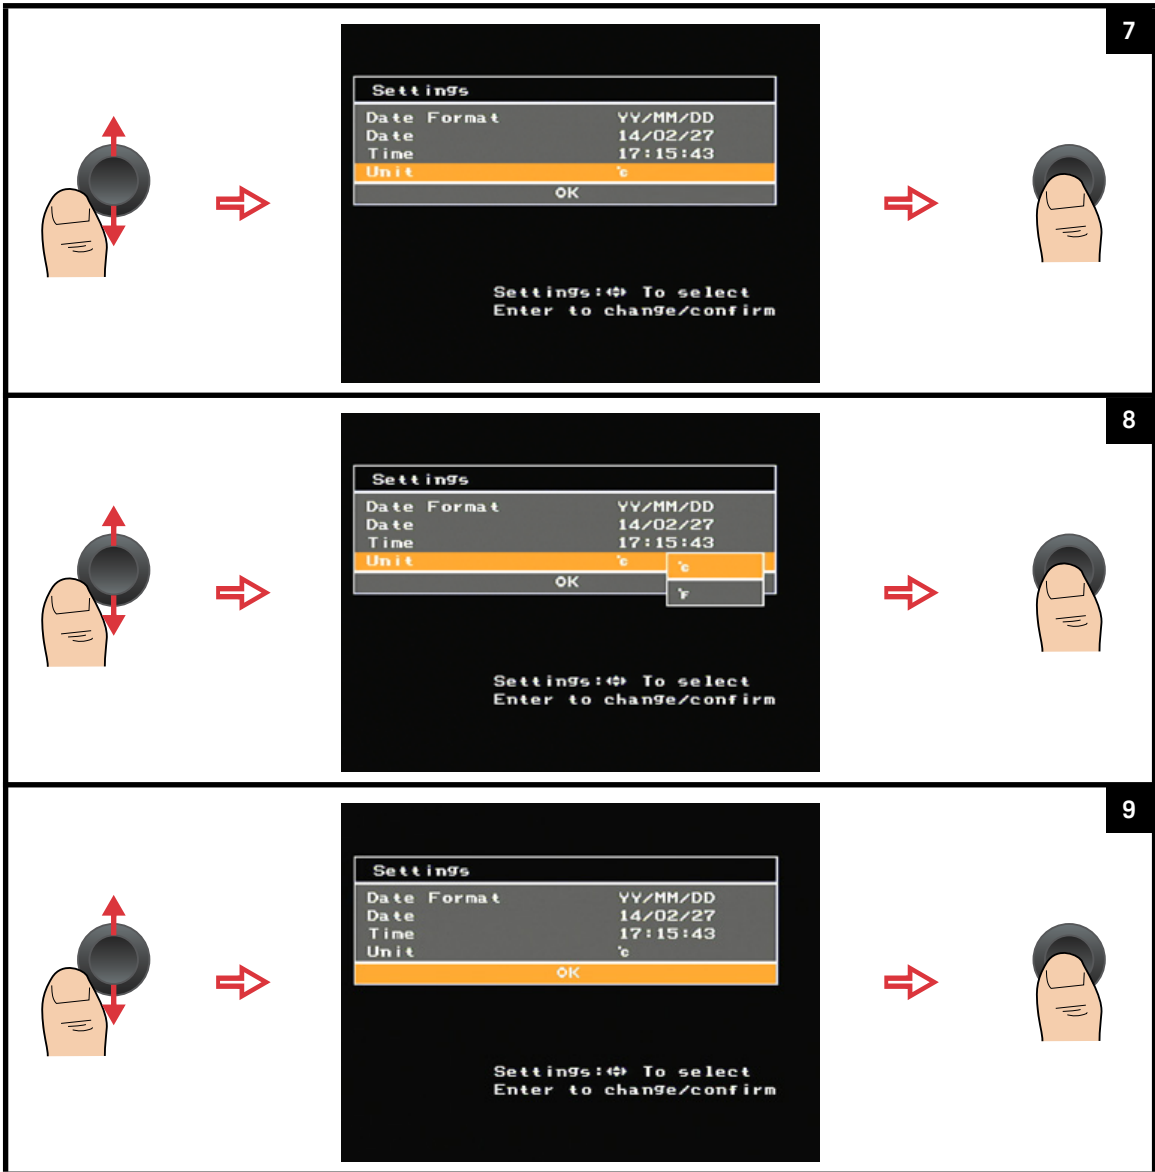 7
Settings
Date Format YY/MM/DD
Date 14/02/27
Time 17:15:43
Unit °c
OK
Settings: To select
Enter to change/confirm
8
Settings
Date Format YY/MM/DD
Date 14/02/27
Time 17:15:43
Unit °c °c
OK °F
Settings: To select
Enter to change/confirm
9
Settings
Date Format YY/MM/DD
Date 14/02/27
Time 17:15:43
Unit °c
OK
Settings: To select
Enter to change/confirm